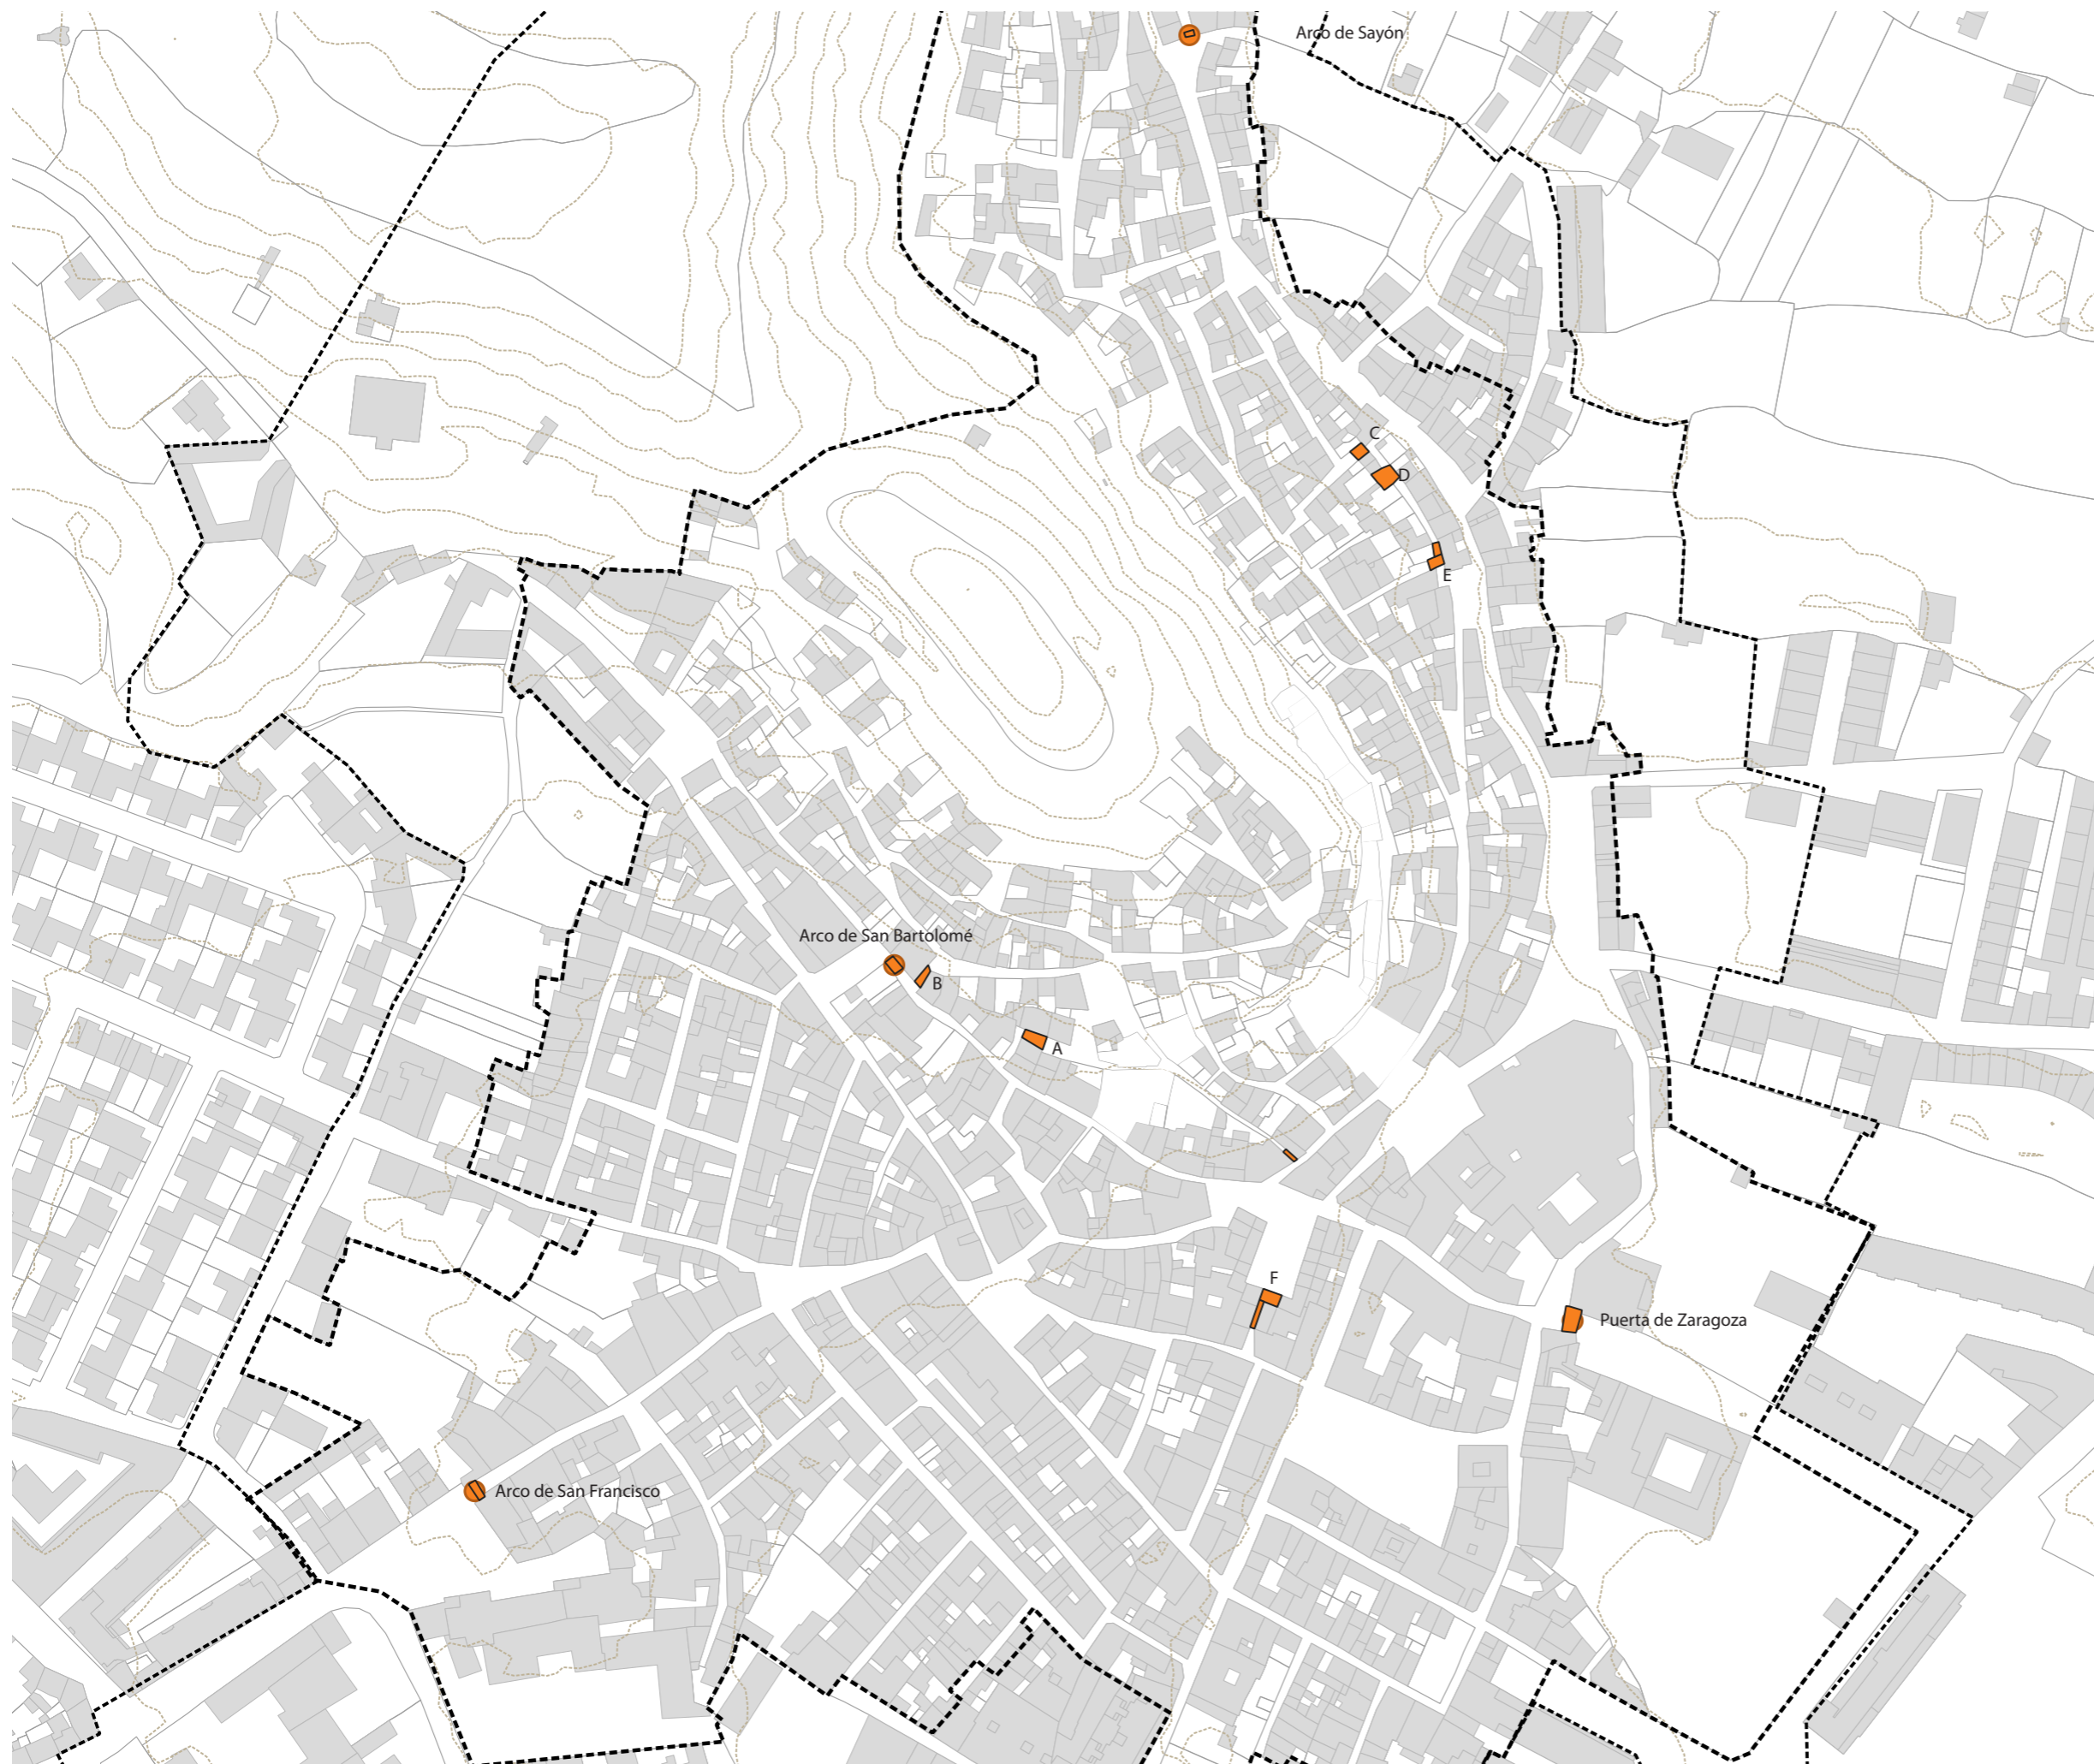 Arco de Sayón
C
D
E
Arco de San Bartolomé
B
A
F
Puerta de Zaragoza
Arco de San Francisco